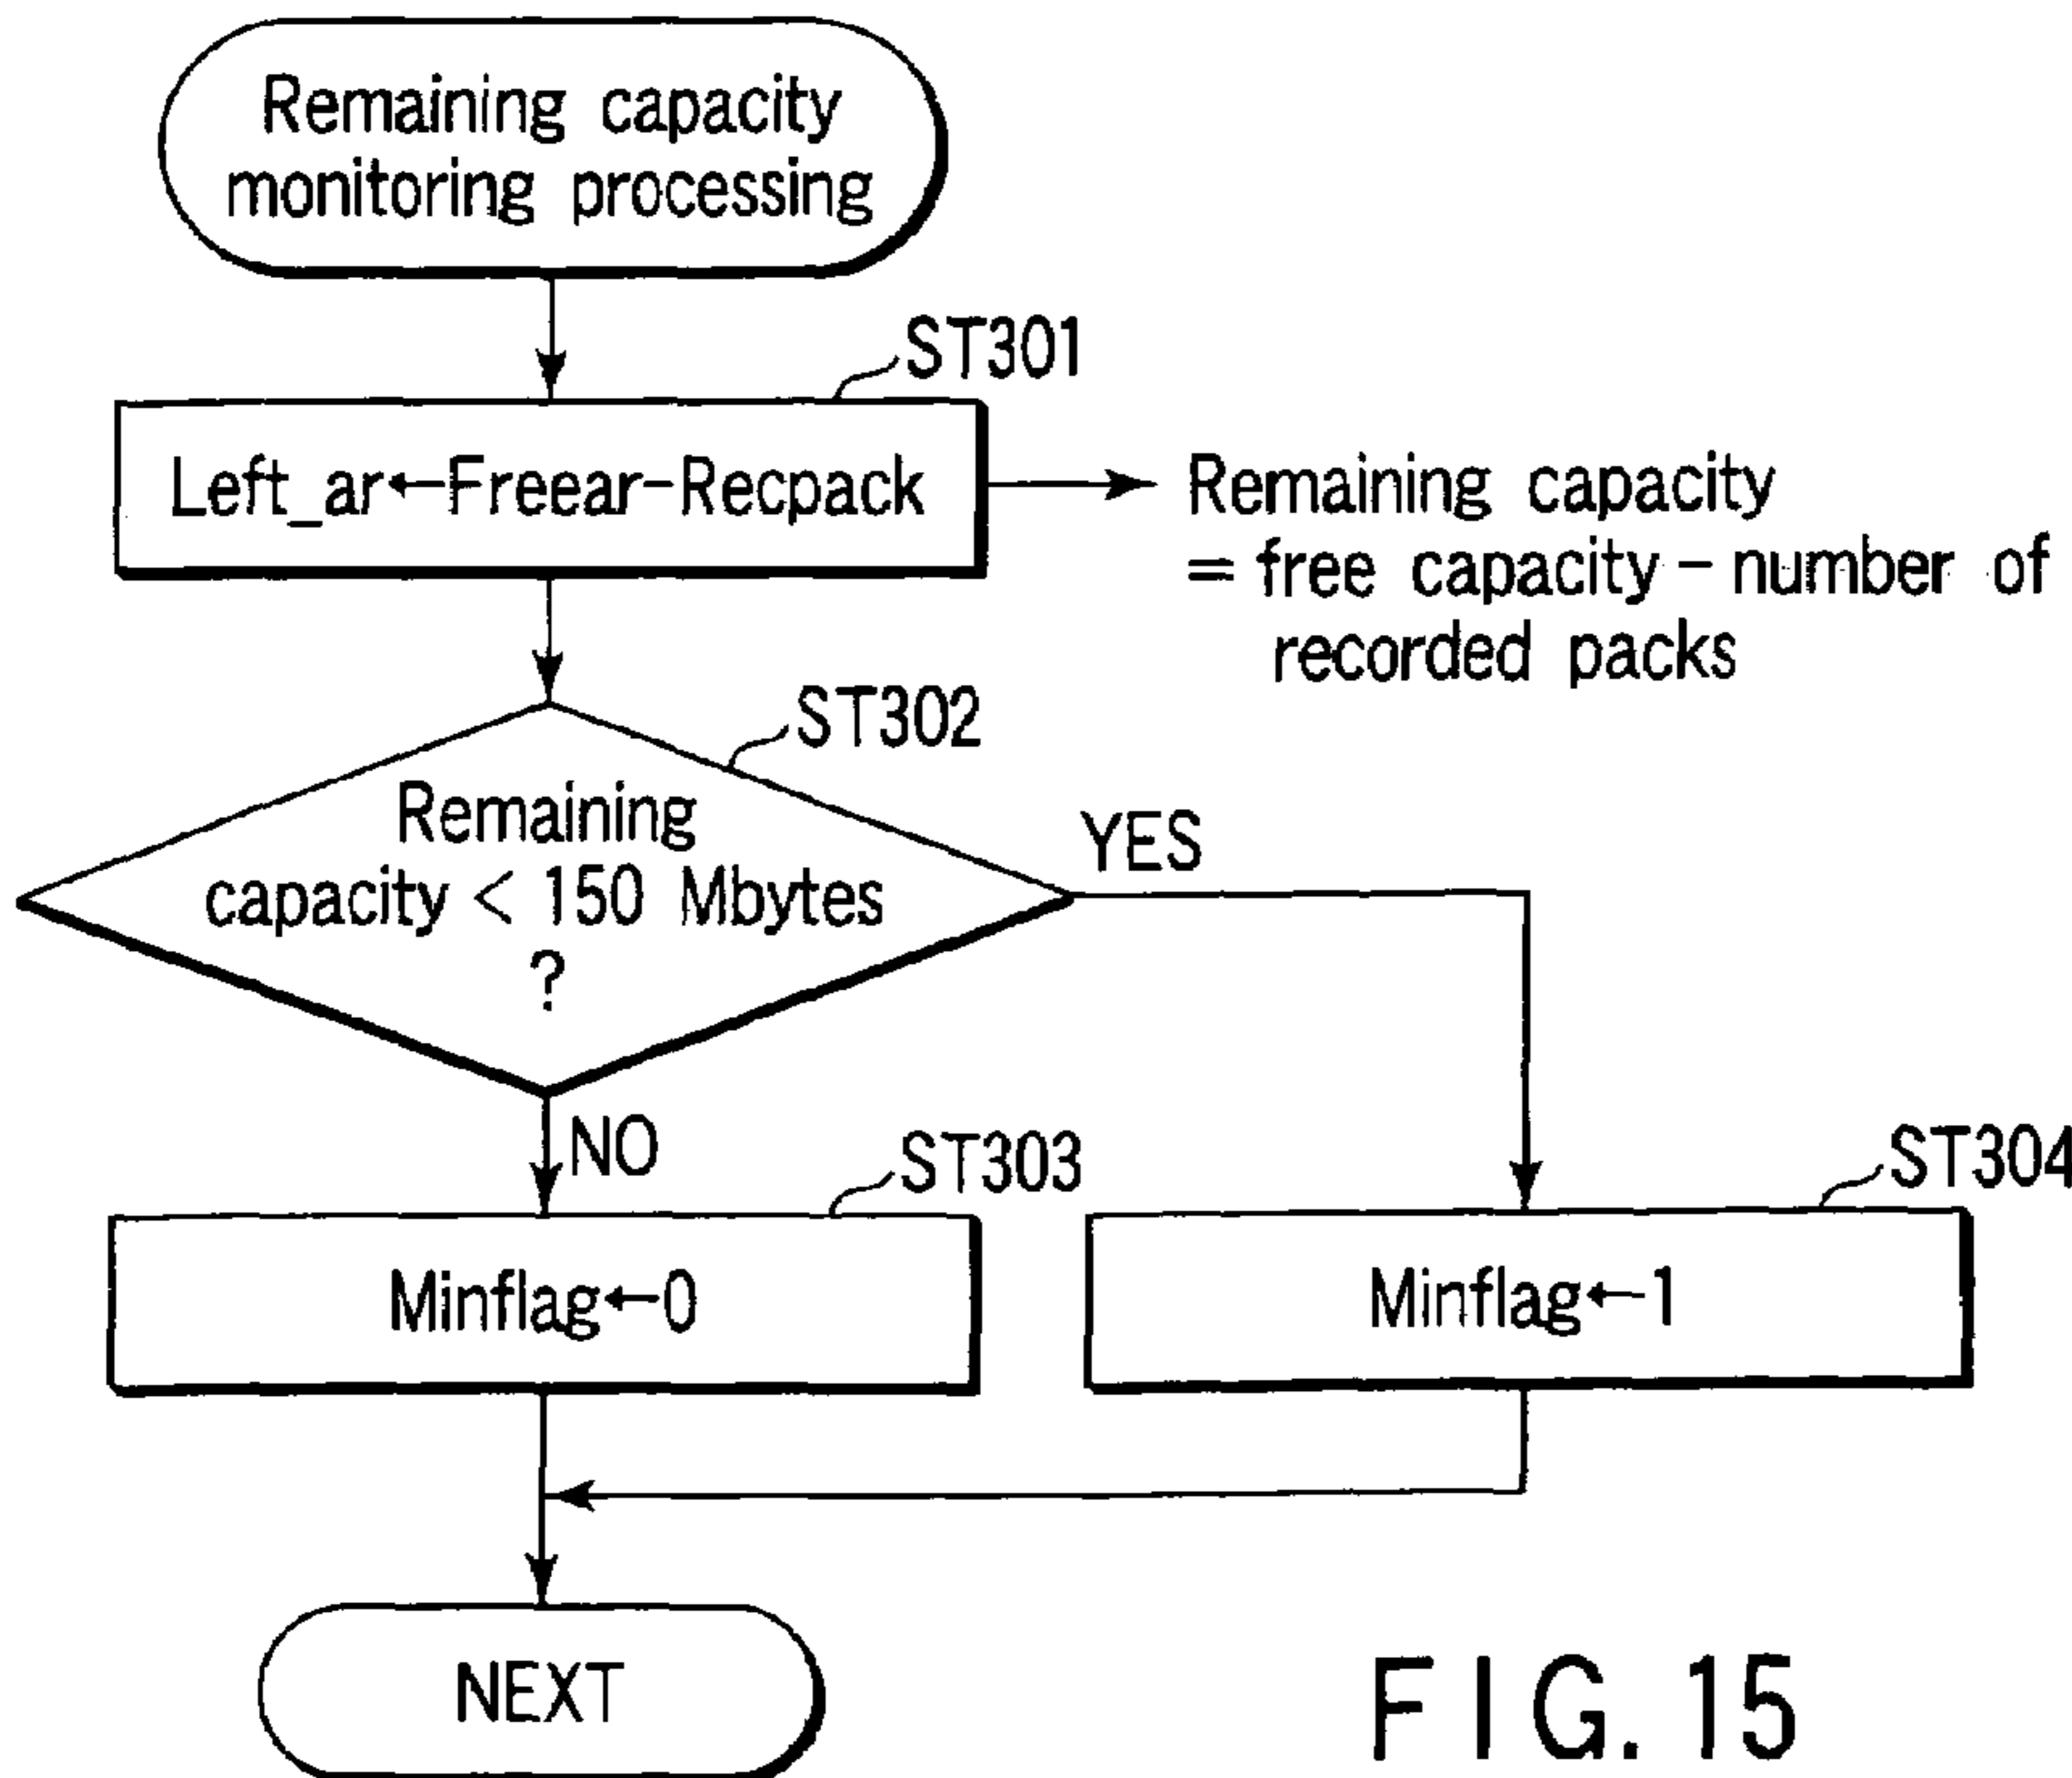 Remaining capacity
monitoring processing
ST301
Left_ar←Freear-Recpack
Remaining capacity
= free capacity - number of
recorded packs
ST302
Remaining
capacity < 150 Mbytes
?
YES
NO
ST303
ST304
Minflag←0
Minflag←1
NEXT
FIG. 15